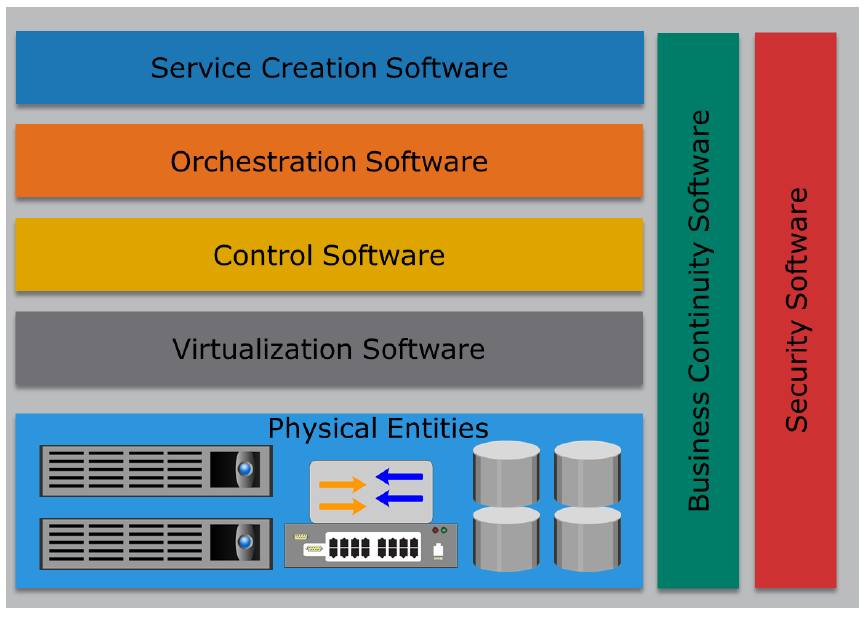 Service Creation Software
Orchestration Software
Control Software
Virtualization Software
Physical Entities
Business Continuity Software
Security Software